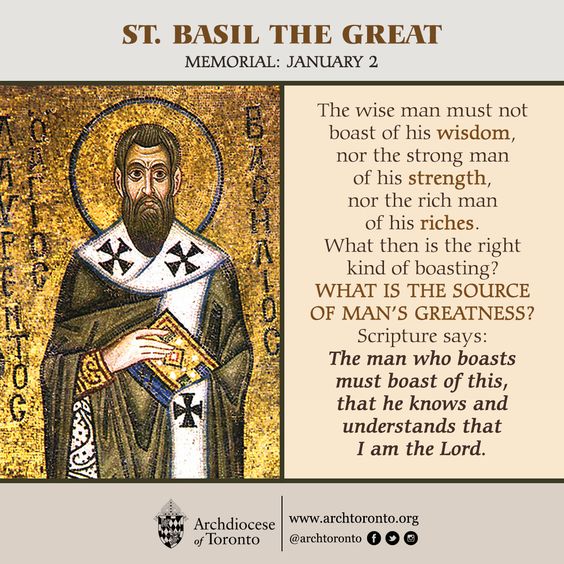 ST. BASIL THE GREAT
MEMORIAL: JANUARY 2
Ο ΑΓΙΟϹ
ΒΑϹΗΛΙΟϹ
The wise man must not
boast of his wisdom,
nor the strong man
of his strength,
nor the rich man
of his riches.
What then is the right
kind of boasting?
WHAT IS THE SOURCE
OF MAN'S GREATNESS?
Scripture says:
The man who boasts
must boast of this,
that he knows and
understands that
I am the Lord.
Archdiocese
of Toronto
www.archtoronto.org
@archtoronto